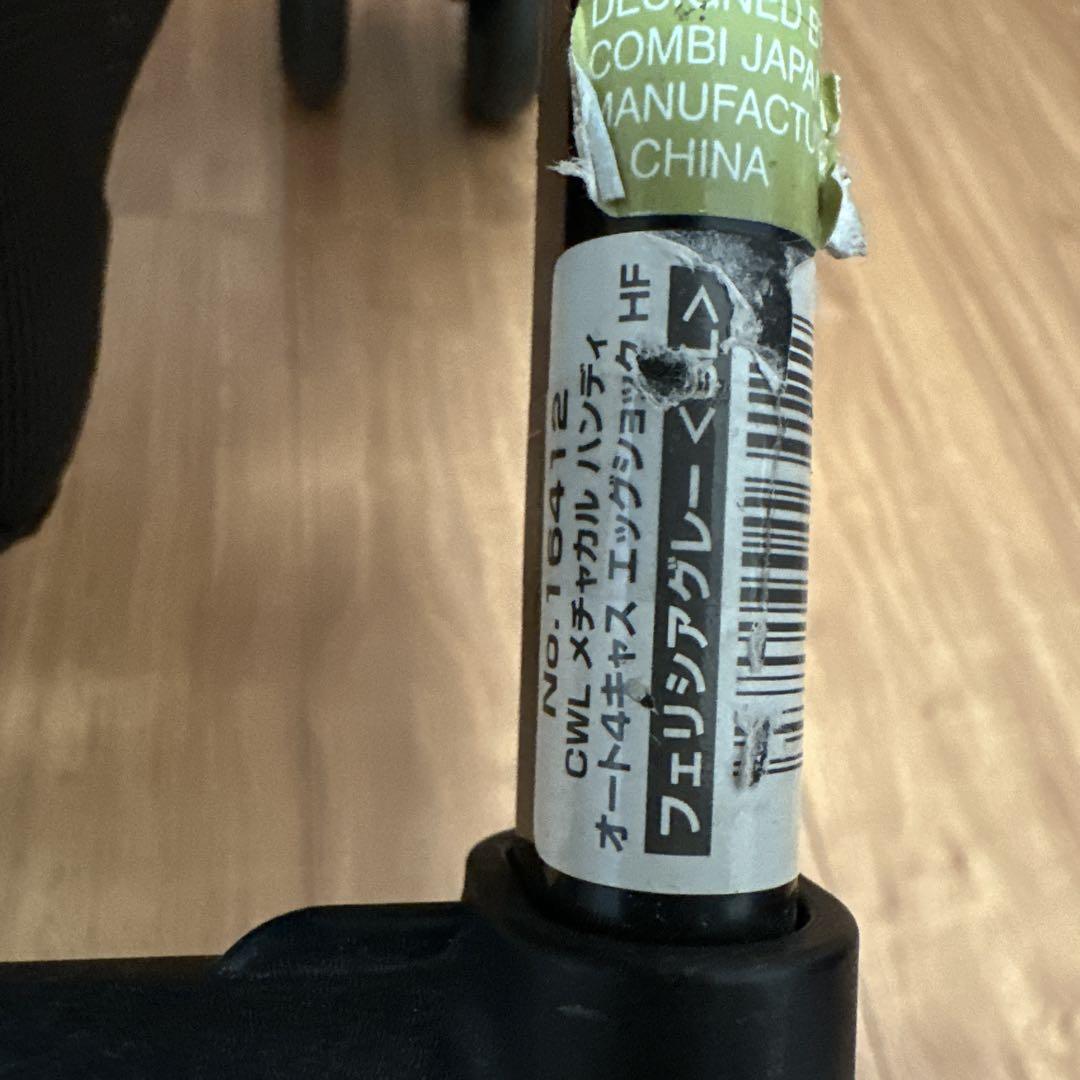 DESIGNED
COMBI JAPA
MANUFACTU
CHINA
No.16412
CWL メチャカル ハンディ
オート4キャス エッグショック HF
フェリシアグレー<GL>